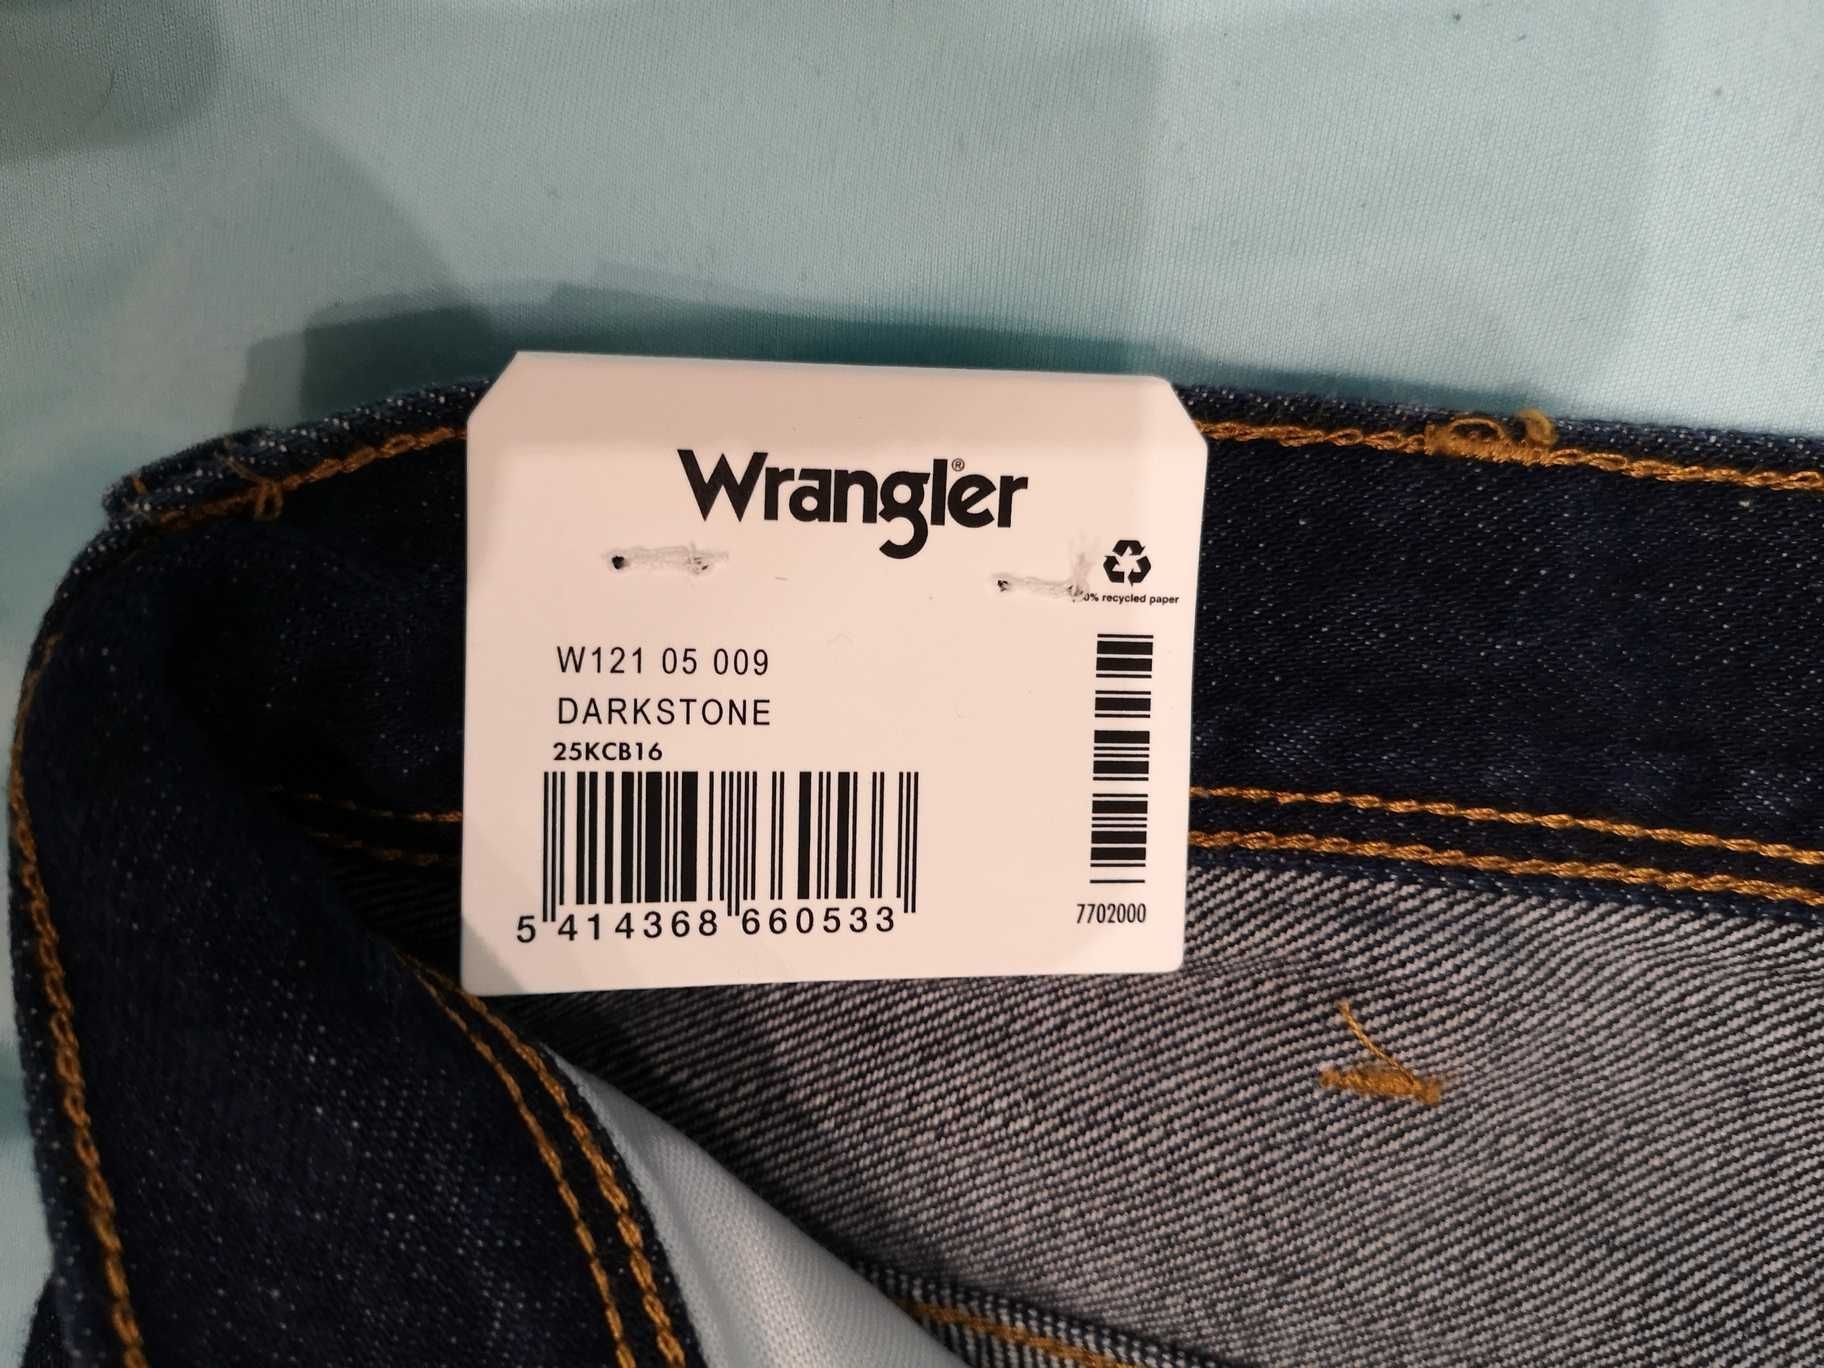 Wrangler®
% recycled paper
W121 05 009
DARKSTONE
25KCB16
5 414368 660533
7702000